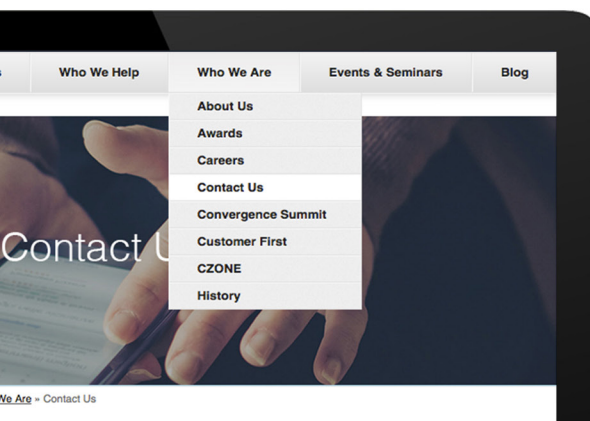 Who We Help
Who We Are
Events & Seminars
Blog
About Us
Awards
Careers
Contact Us
Convergence Summit
Customer First
CZONE
History
Contact U
We Are » Contact Us